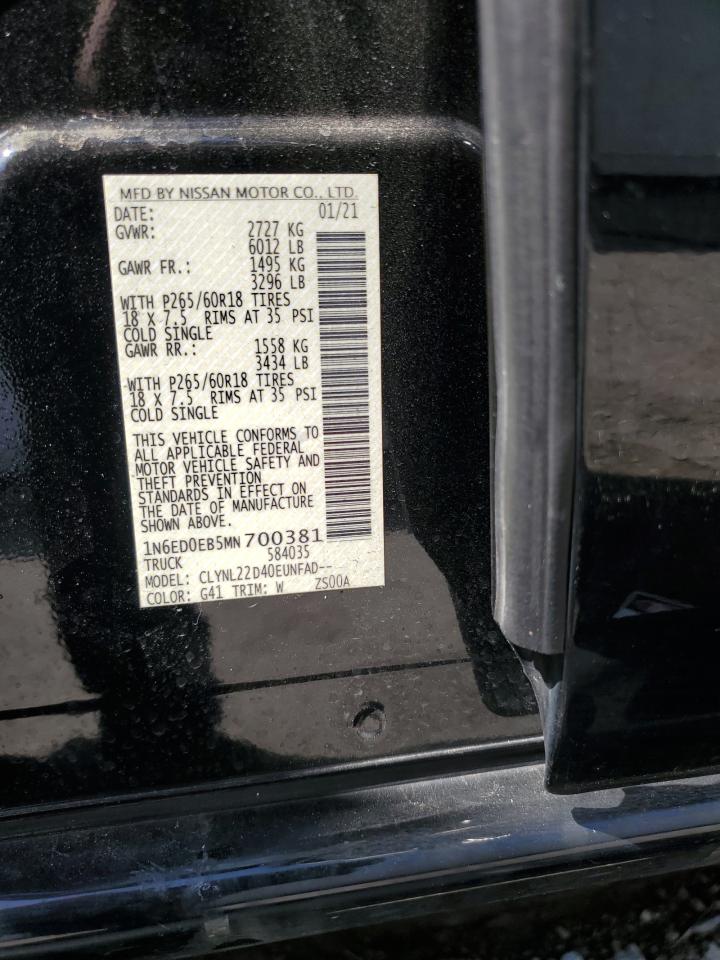 MFD BY NISSAN MOTOR CO., LTD.
DATE: 01/21
GVWR: 2727 KG
6012 LB
GAWR FR.: 1495 KG
3296 LB
WITH P265/60R18 TIRES
18 X 7.5 RIMS AT 35 PSI
COLD SINGLE
GAWR RR.: 1558 KG
3434 LB
WITH P265/60R18 TIRES
18 X 7.5 RIMS AT 35 PSI
COLD SINGLE
THIS VEHICLE CONFORMS TO
ALL APPLICABLE FEDERAL
MOTOR VEHICLE SAFETY AND
THEFT PREVENTION
STANDARDS IN EFFECT ON
THE DATE OF MANUFACTURE
SHOWN ABOVE.
1N6ED0EB5MN700381
TRUCK 584035
MODEL: CLYNL22D40EUNFAD--
COLOR: G41 TRIM: W ZS00A